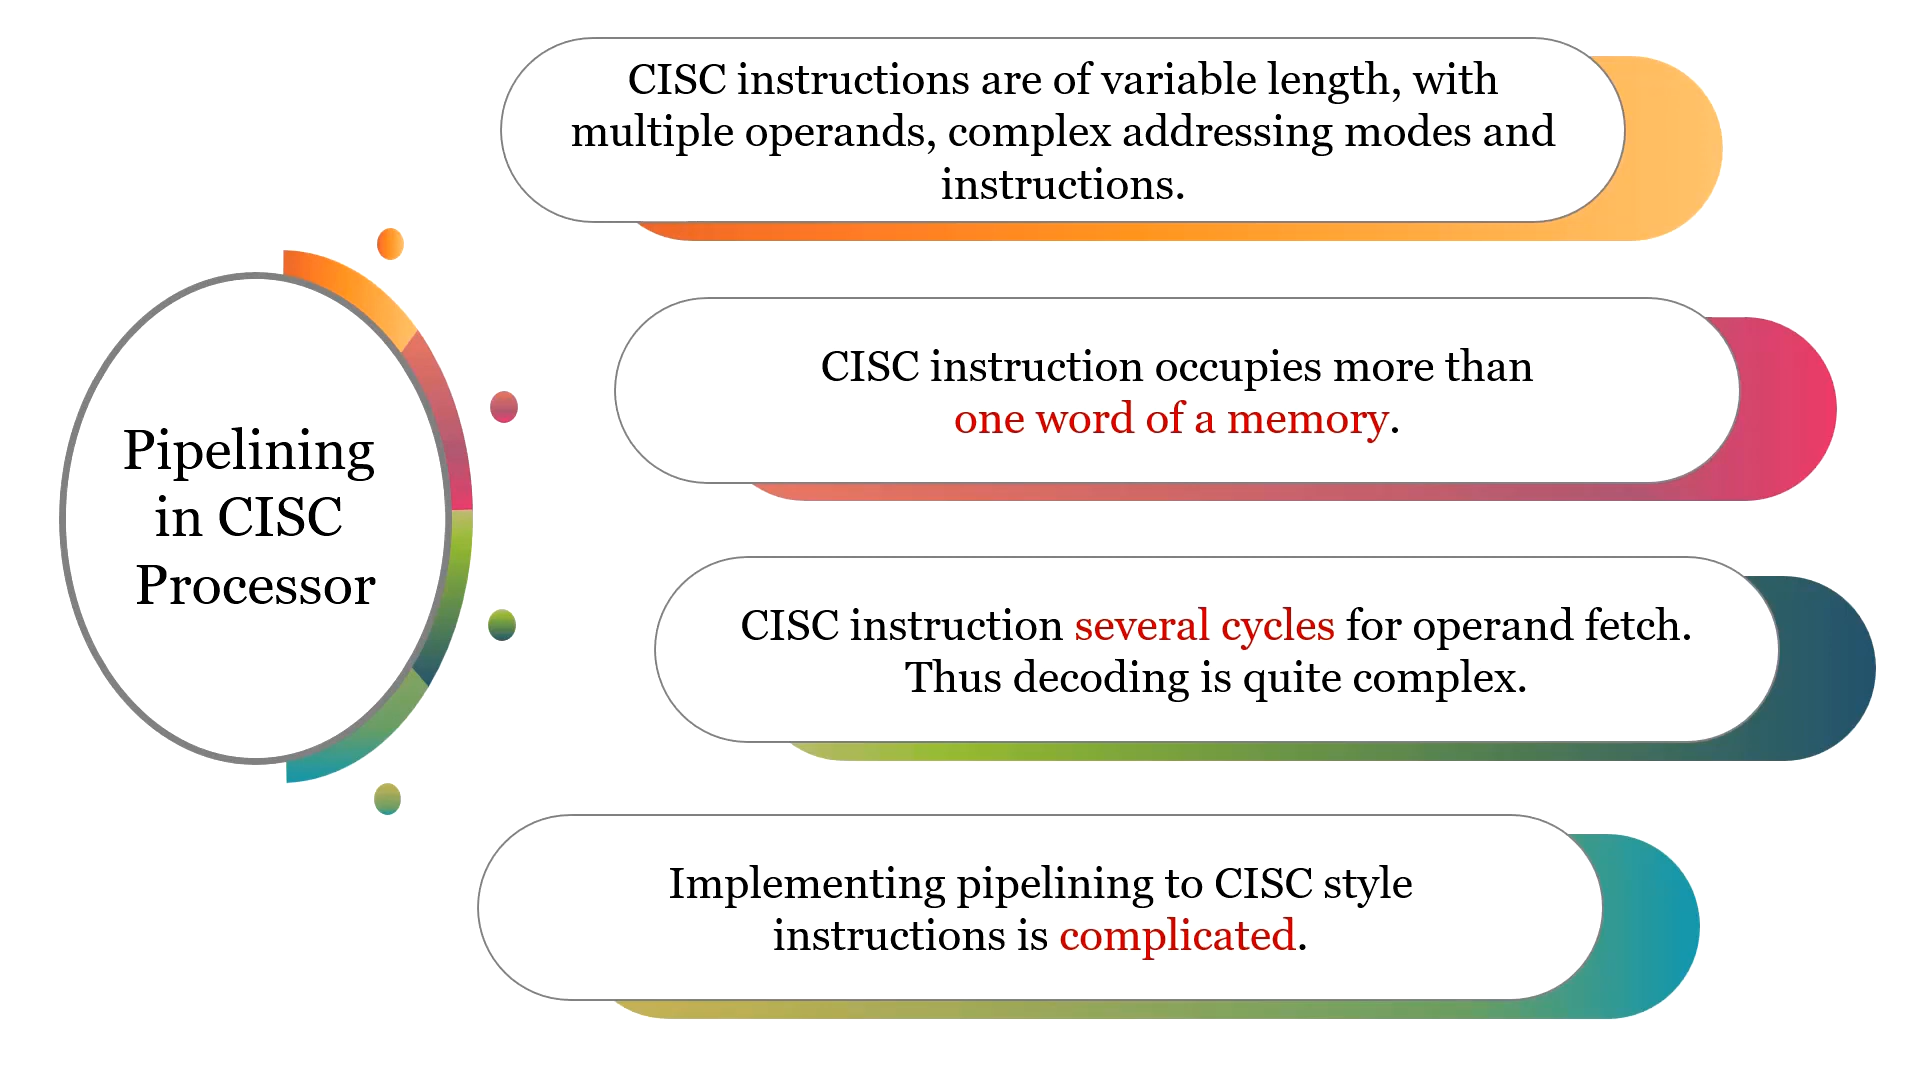 Pipelining
in CISC
Processor
CISC instructions are of variable length, with
multiple operands, complex addressing modes and
instructions.
CISC instruction occupies more than
one word of a memory.
CISC instruction several cycles for operand fetch.
Thus decoding is quite complex.
Implementing pipelining to CISC style
instructions is complicated.